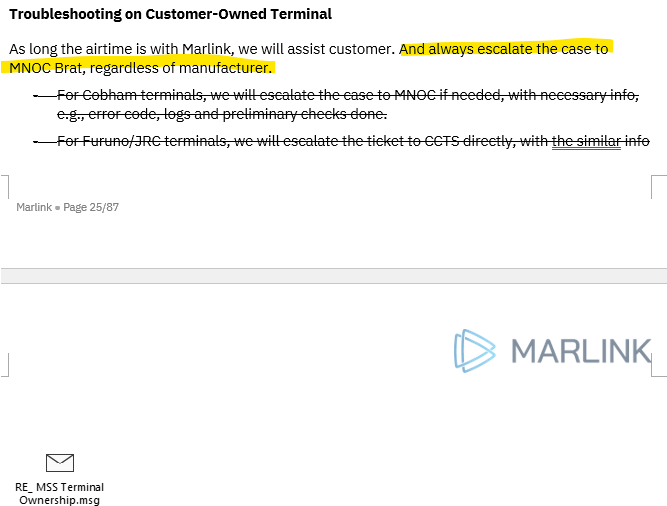 Troubleshooting on Customer-Owned Terminal
As long the airtime is with Marlink, we will assist customer. And always escalate the case to
MNOC Brat, regardless of manufacturer.
- For Cobham terminals, we will escalate the case to MNOC if needed, with necessary info,
e.g., error code, logs and preliminary checks done.
- For Furuno/JRC terminals, we will escalate the ticket to CCTS directly, with the similar info
Marlink • Page 25/87
MARLINK
RE_ MSS Terminal
Ownership.msg